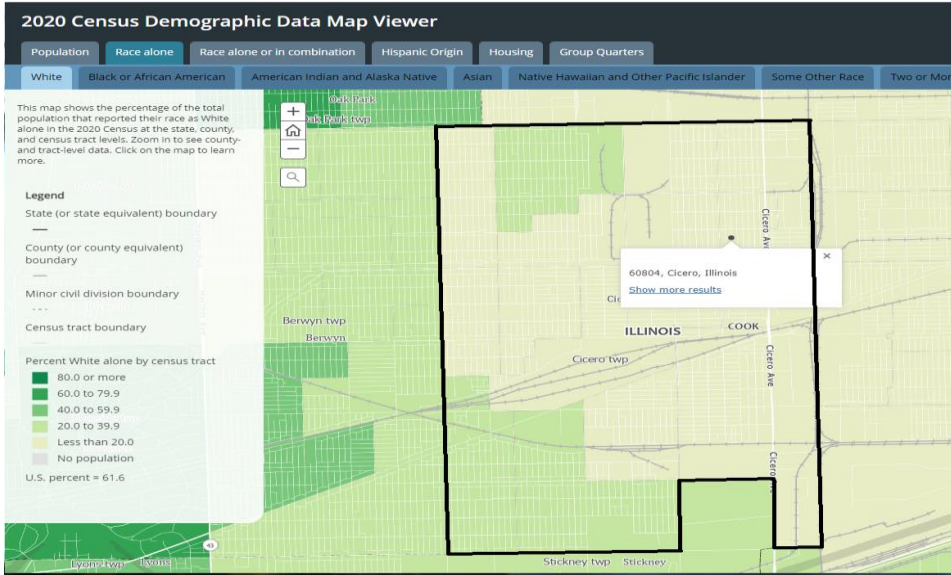 2020 Census Demographic Data Map Viewer
Population Race alone Race alone or in combination Hispanic Origin Housing Group Quarters
White Black or African American American Indian and Alaska Native Asian Native Hawaiian and Other Pacific Islander Some Other Race Two or Mor
This map shows the percentage of the total
population that reported their race as White
alone in the 2020 Census at the state, county,
and census tract levels. Zoom in to see county-
and tract-level data. Click on the map to learn
more.
Legend
State (or state equivalent) boundary
County (or county equivalent)
boundary
Minor civil division boundary
Census tract boundary
Percent White alone by census tract
80.0 or more
60.0 to 79.9
40.0 to 59.9
20.0 to 39.9
Less than 20.0
No population
U.S. percent = 61.6
+
−
Oak Park
Oak Park twp
Cicero Av
60804, Cicero, Illinois
×
Show more results
Cic
Berwyn twp
Berwyn
ILLINOIS
COOK
Cicero twp
Cicero Ave
Cicero Ave
43
Lyons twp
Lyons
Stickney twp
Stickney